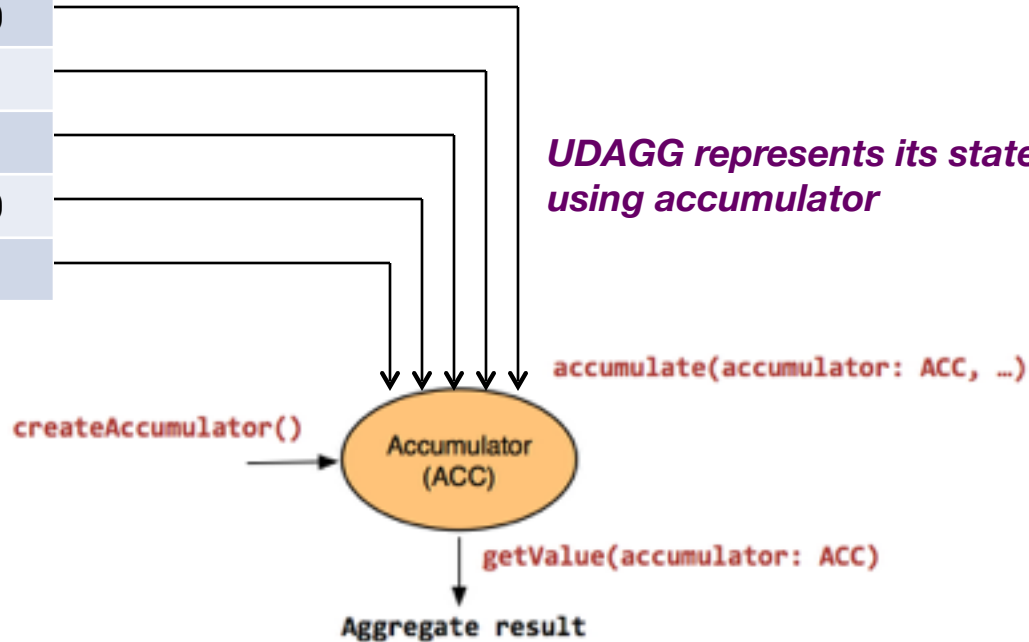 )
UDAGG represents its state
using accumulator
)
accumulate(accumulator: ACC, …)
createAccumulator()
Accumulator
(ACC)
getValue(accumulator: ACC)
Aggregate result